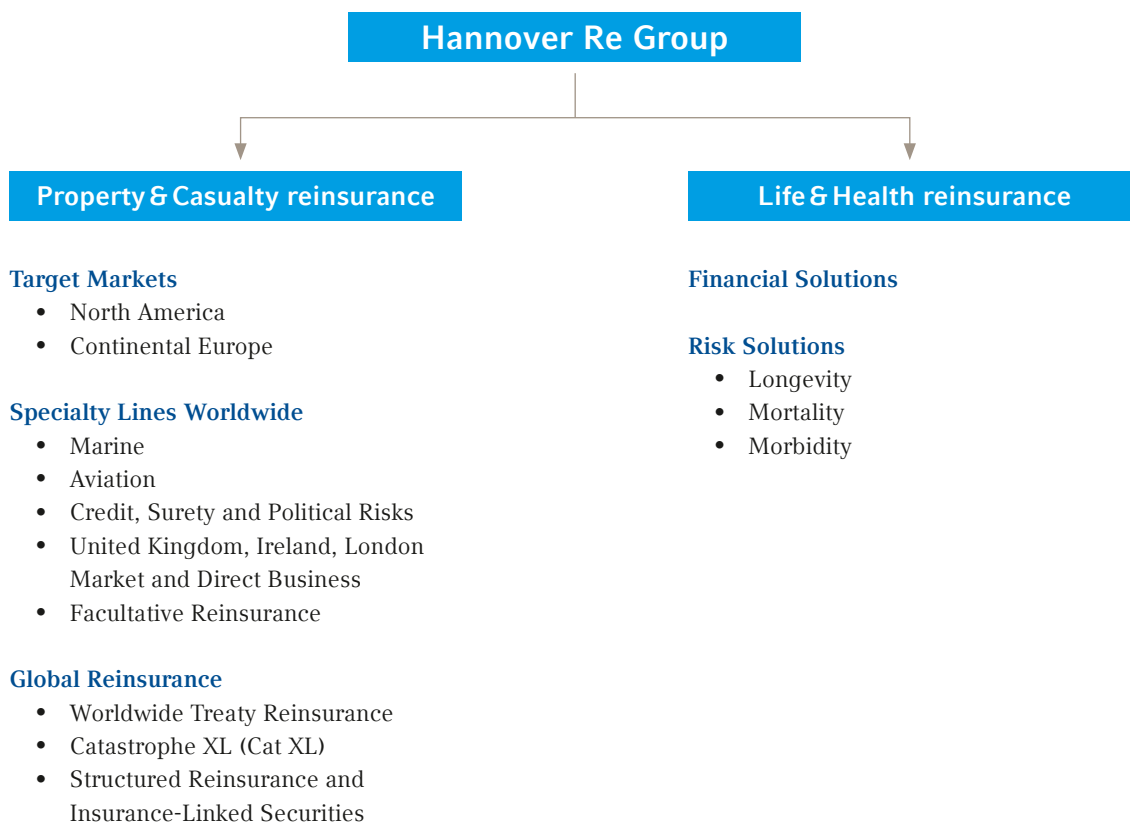 Hannover Re Group
Property & Casualty reinsurance
Target Markets
• North America
• Continental Europe
Specialty Lines Worldwide
• Marine
• Aviation
• Credit, Surety and Political Risks
• United Kingdom, Ireland, London
Market and Direct Business
• Facultative Reinsurance
Global Reinsurance
• Worldwide Treaty Reinsurance
• Catastrophe XL (Cat XL)
• Structured Reinsurance and
Insurance-Linked Securities
Life & Health reinsurance
Financial Solutions
Risk Solutions
• Longevity
• Mortality
• Morbidity